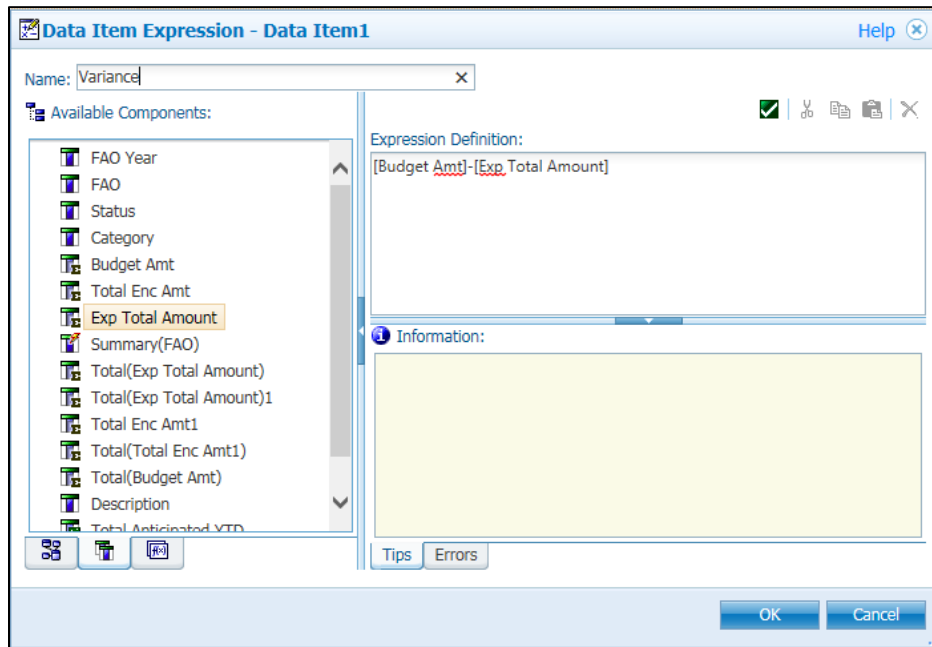 Data Item Expression - Data Item1
Help
Name: Variance
Available Components:
FAO Year
FAO
Status
Category
Budget Amt
Total Enc Amt
Exp Total Amount
Summary(FAO)
Total(Exp Total Amount)
Total(Exp Total Amount)1
Total Enc Amt1
Total(Total Enc Amt1)
Total(Budget Amt)
Description
Total Anticipated YTD
Expression Definition:
[Budget Amt]-[Exp Total Amount]
Information:
Tips Errors
OK Cancel